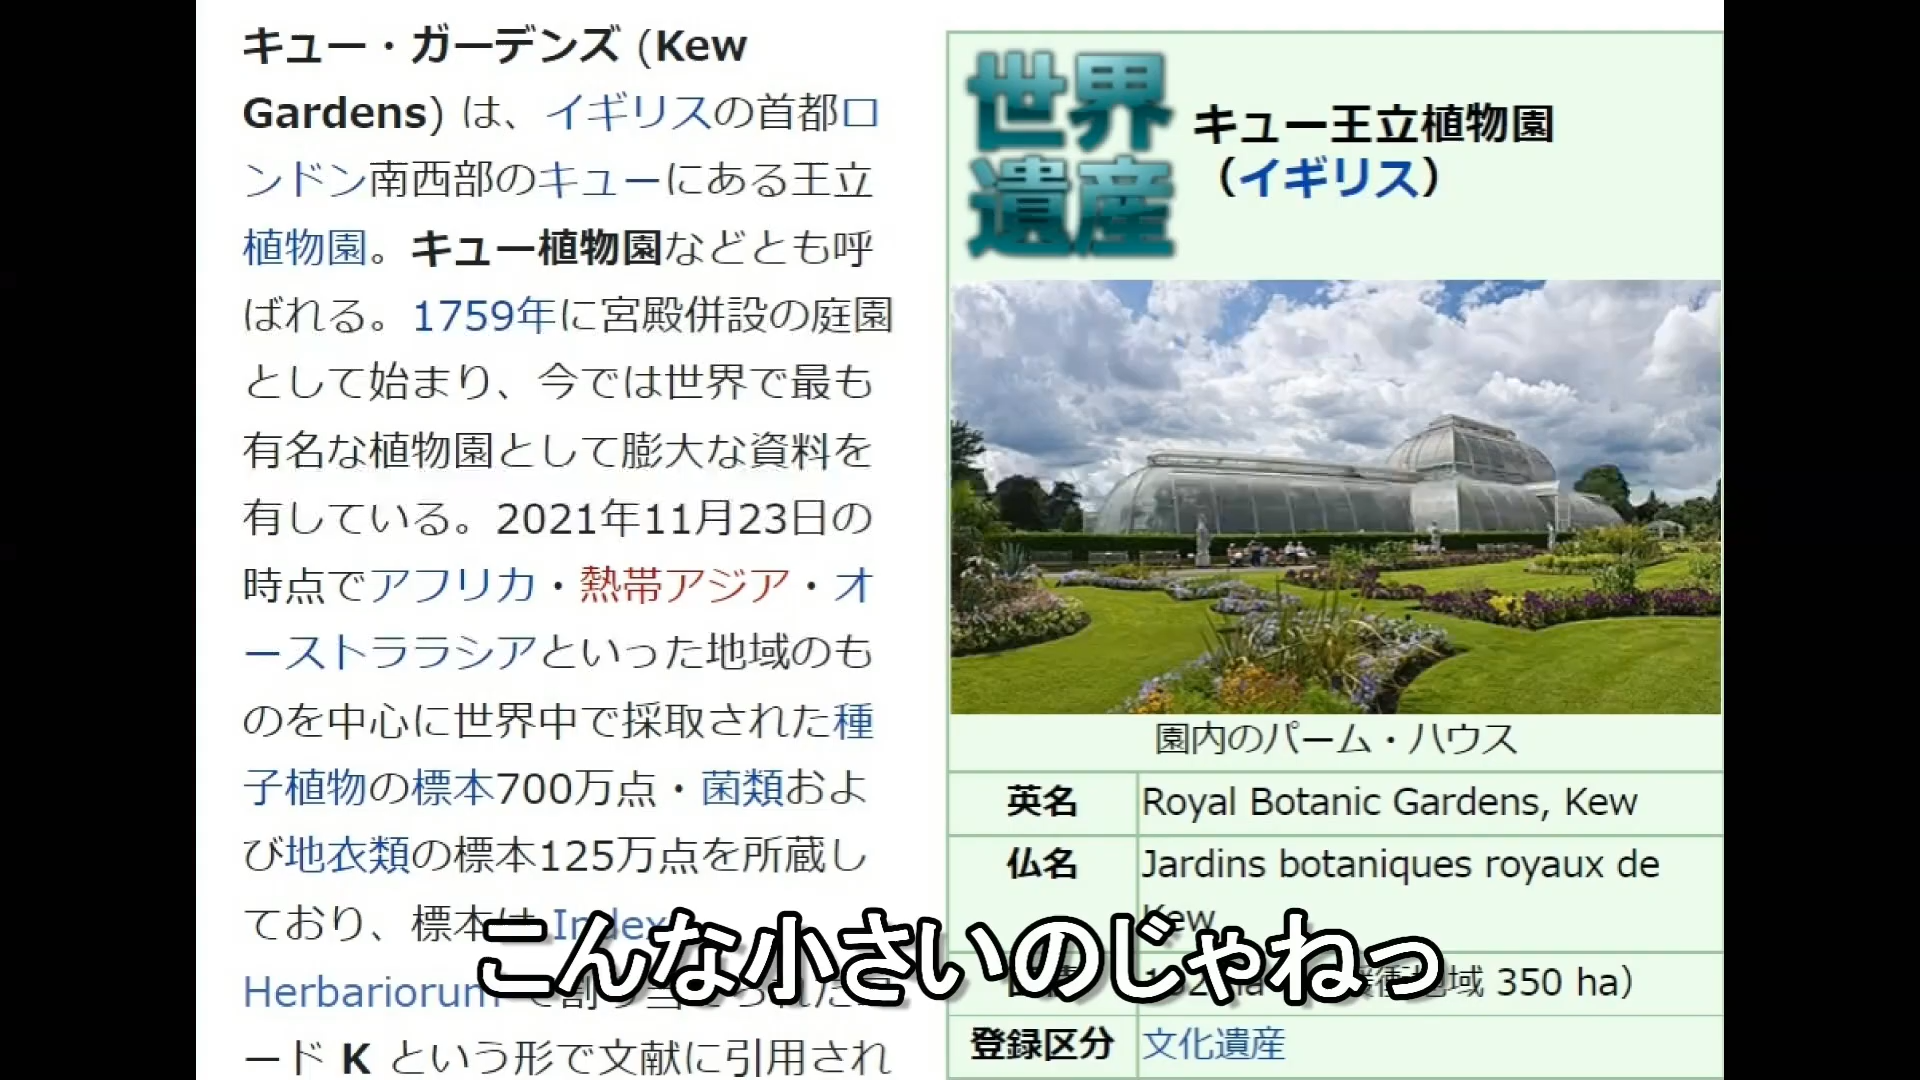 キュー・ガーデンズ (Kew
Gardens) は、イギリスの首都ロ
ンドン南西部のキューにある王立
植物園。キュー植物園などとも呼
ばれる。1759年に宮殿併設の庭園
として始まり、今では世界で最も
有名な植物園として膨大な資料を
有している。2021年11月23日の
時点でアフリカ・熱帯アジア・オ
ーストララシアといった地域のも
のを中心に世界中で採取された種
子植物の標本700万点・菌類およ
び地衣類の標本125万点を所蔵し
ており、標本は Index
Herbariorum
ード K という形で文献に引用され
世界
遺産
キュー王立植物園
（イギリス）
園内のパーム・ハウス
英名 Royal Botanic Gardens, Kew
仏名 Jardins botaniques royaux de
Kew
地域 350 ha）
登録区分 文化遺産
こんな小さいのじゃねっ